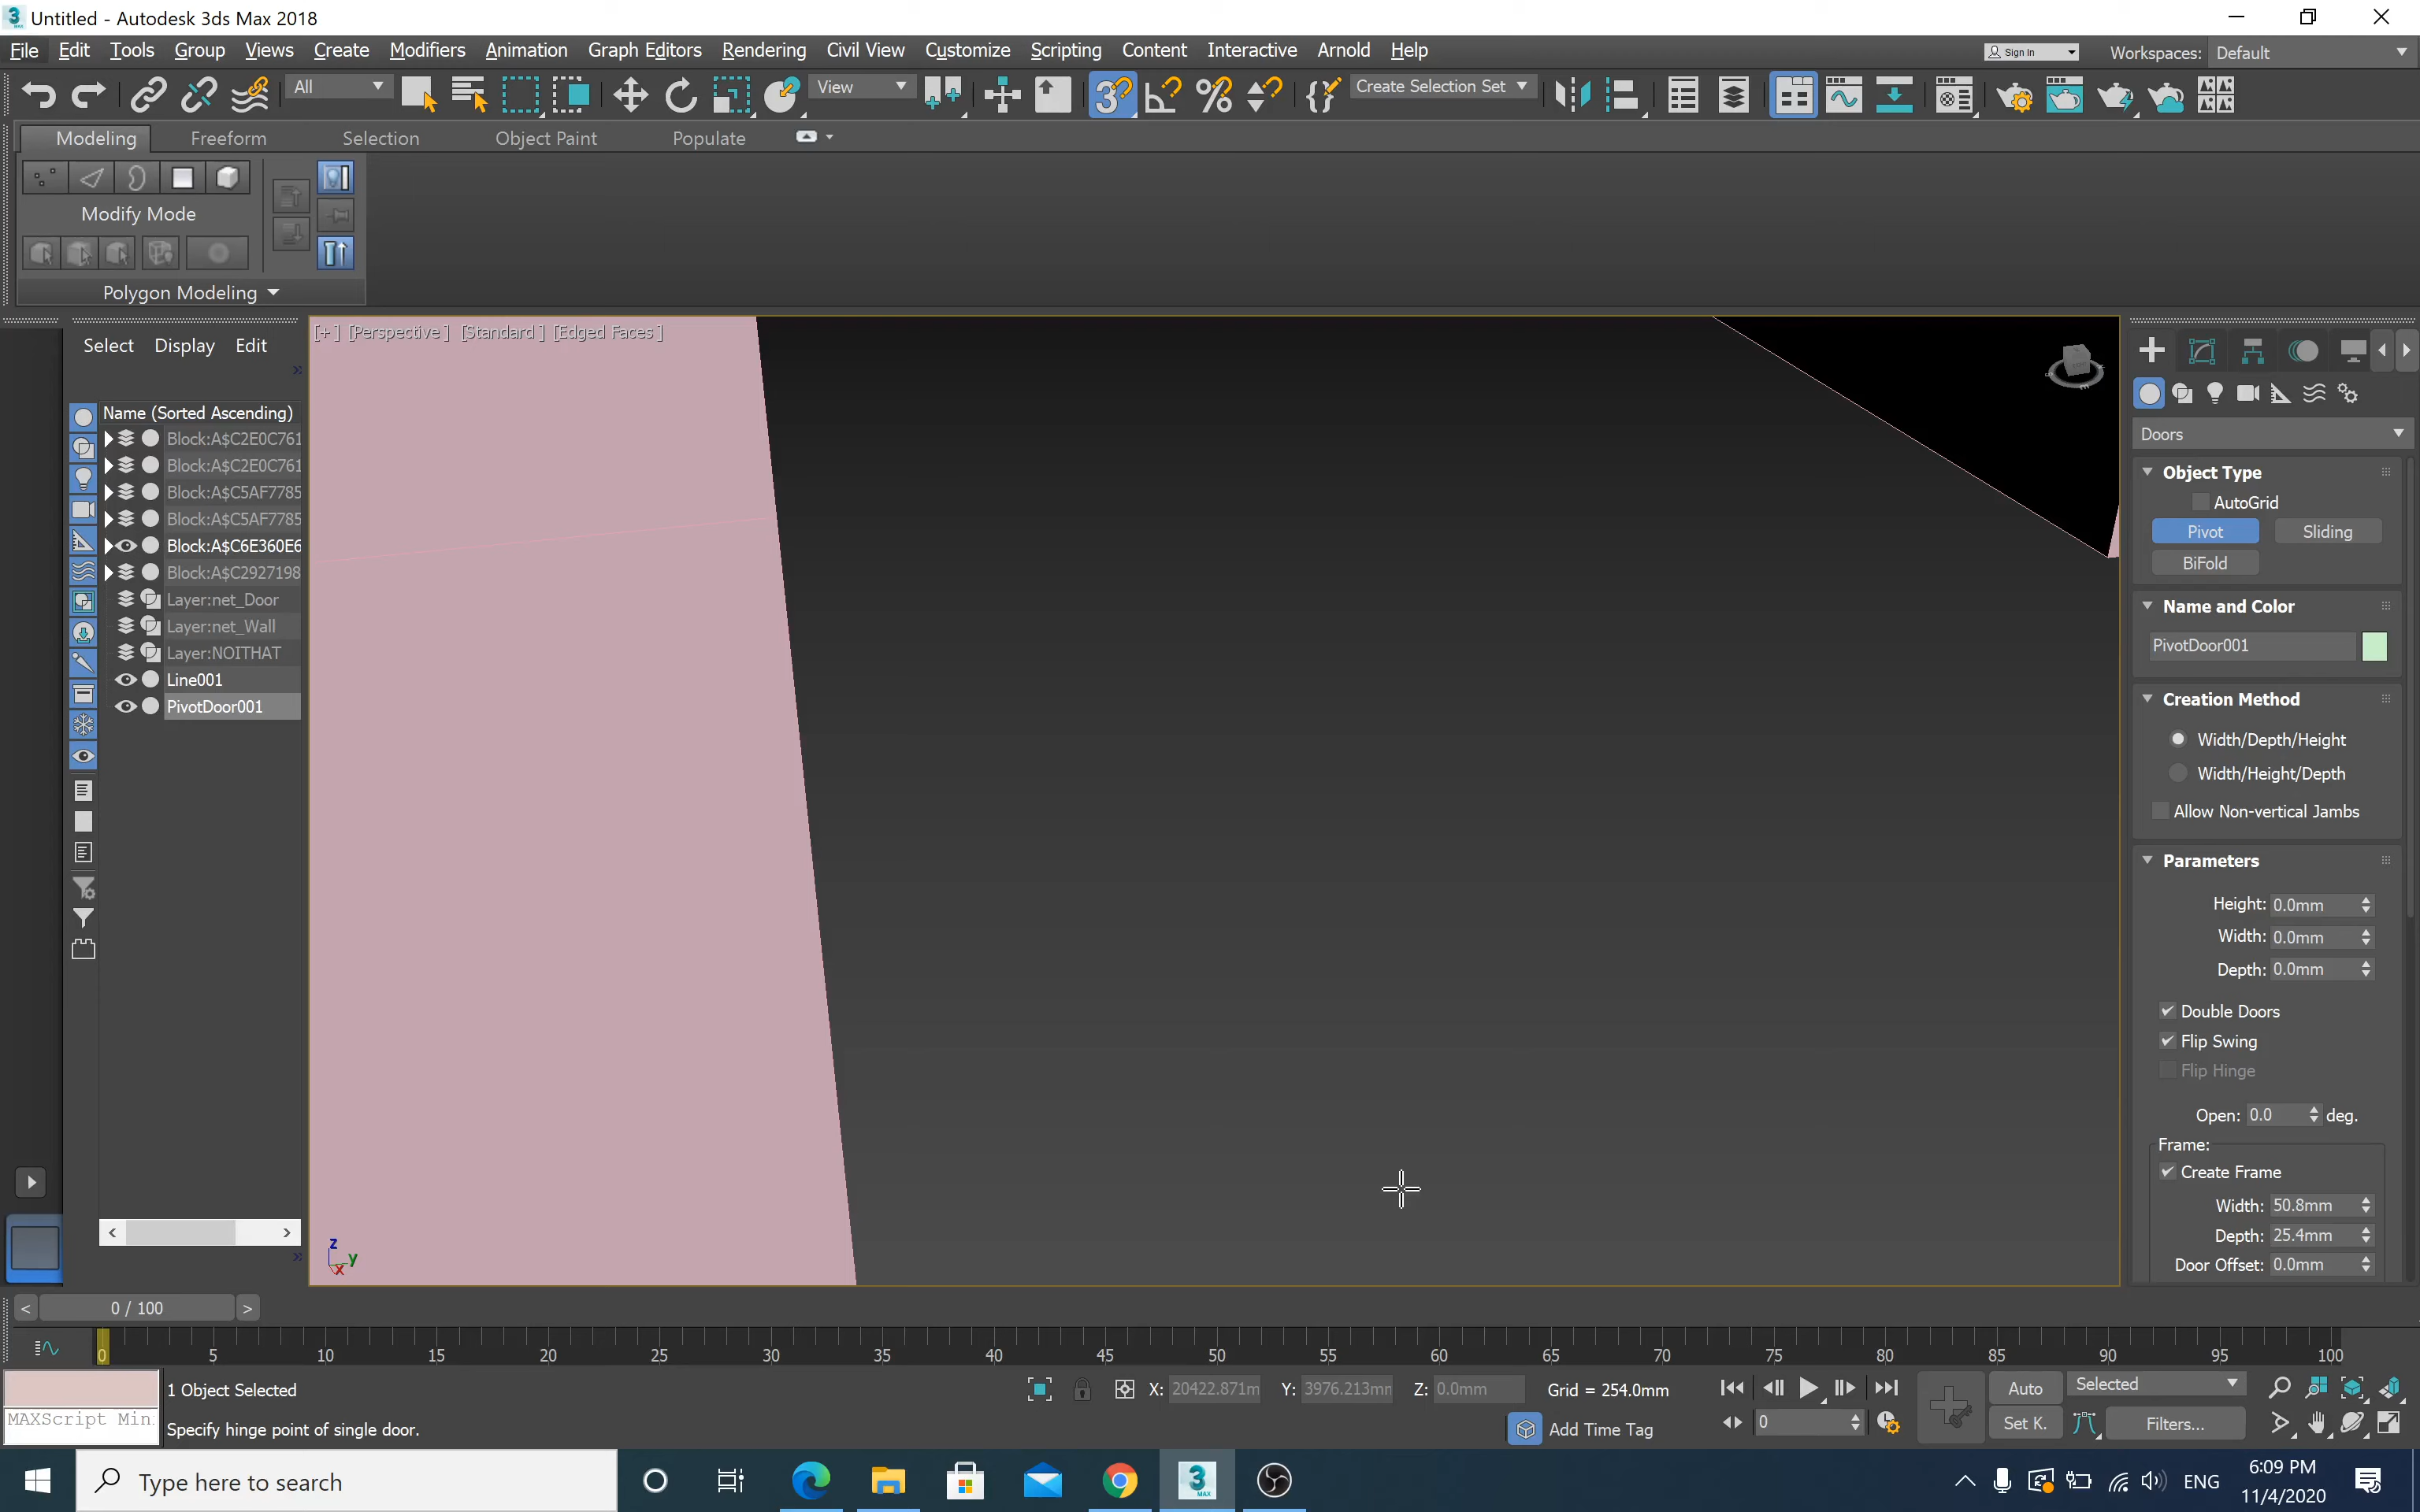 Untitled - Autodesk 3ds Max 2018
File Edit Tools Group Views Create Modifiers Animation Graph Editors Rendering Civil View Customize Scripting Content Interactive Arnold Help
Sign In Workspaces: Default
All View Create Selection Set
Modeling Freeform Selection Object Paint Populate
Modify Mode
Polygon Modeling
Select Display Edit
[+] [Perspective] [Standard] [Edged Faces]
Name (Sorted Ascending)
Block:A$C2E0C761
Block:A$C2E0C761
Block:A$C5AF7785
Block:A$C5AF7785
Block:A$C6E360E6
Block:A$C2927198
Layer:net_Door
Layer:net_Wall
Layer:NOITHAT
Line001
PivotDoor001
z
y
x
Doors
Object Type
AutoGrid
Pivot Sliding
BiFold
Name and Color
PivotDoor001
Creation Method
Width/Depth/Height
Width/Height/Depth
Allow Non-vertical Jambs
Parameters
Height: 0.0mm
Width: 0.0mm
Depth: 0.0mm
Double Doors
Flip Swing
Flip Hinge
Open: 0.0 deg.
Frame:
Create Frame
Width: 50.8mm
Depth: 25.4mm
Door Offset: 0.0mm
< 0 / 100 >
0 5 10 15 20 25 30 35 40 45 50 55 60 65 70 75 80 85 90 95 100
1 Object Selected
X: 20422.871m Y: 3976.213mm Z: 0.0mm Grid = 254.0mm
Auto Selected
MAXScript Min
Specify hinge point of single door.
Add Time Tag
0
Set K. Filters...
Type here to search
ENG
6:09 PM
11/4/2020